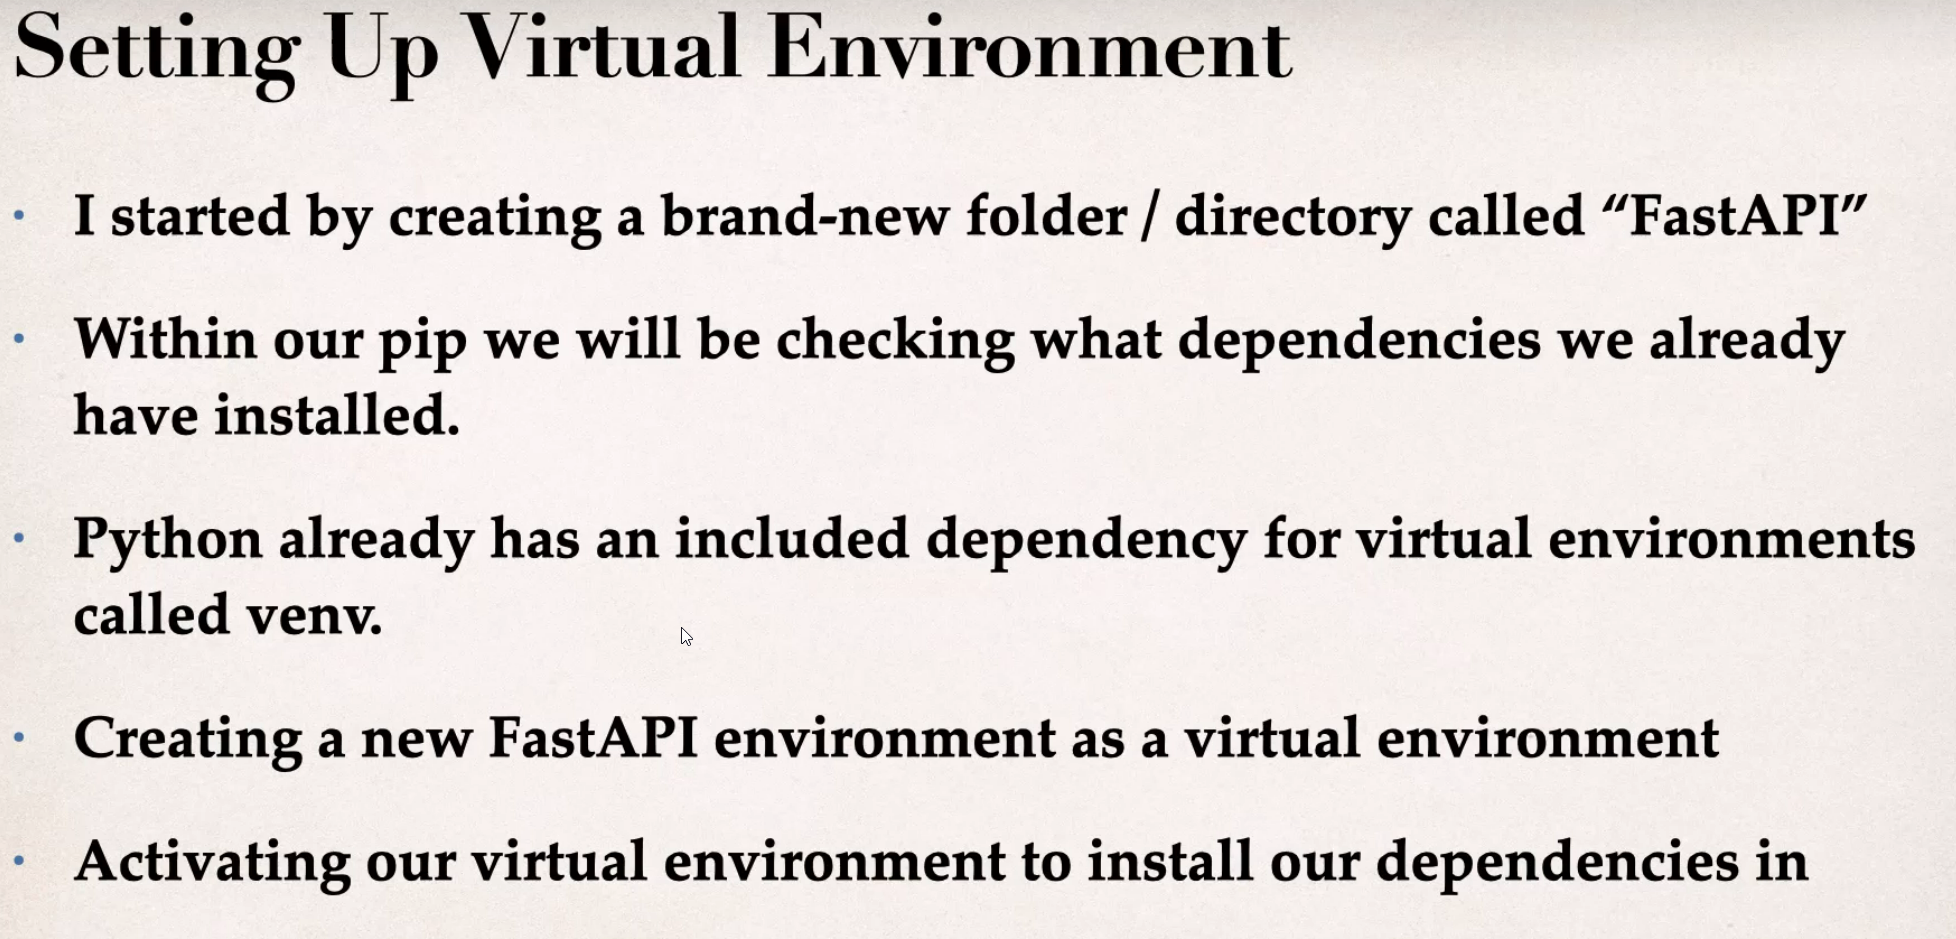 Setting Up Virtual Environment
• I started by creating a brand-new folder / directory called “FastAPI”
• Within our pip we will be checking what dependencies we already
have installed.
• Python already has an included dependency for virtual environments
called venv.
• Creating a new FastAPI environment as a virtual environment
• Activating our virtual environment to install our dependencies in